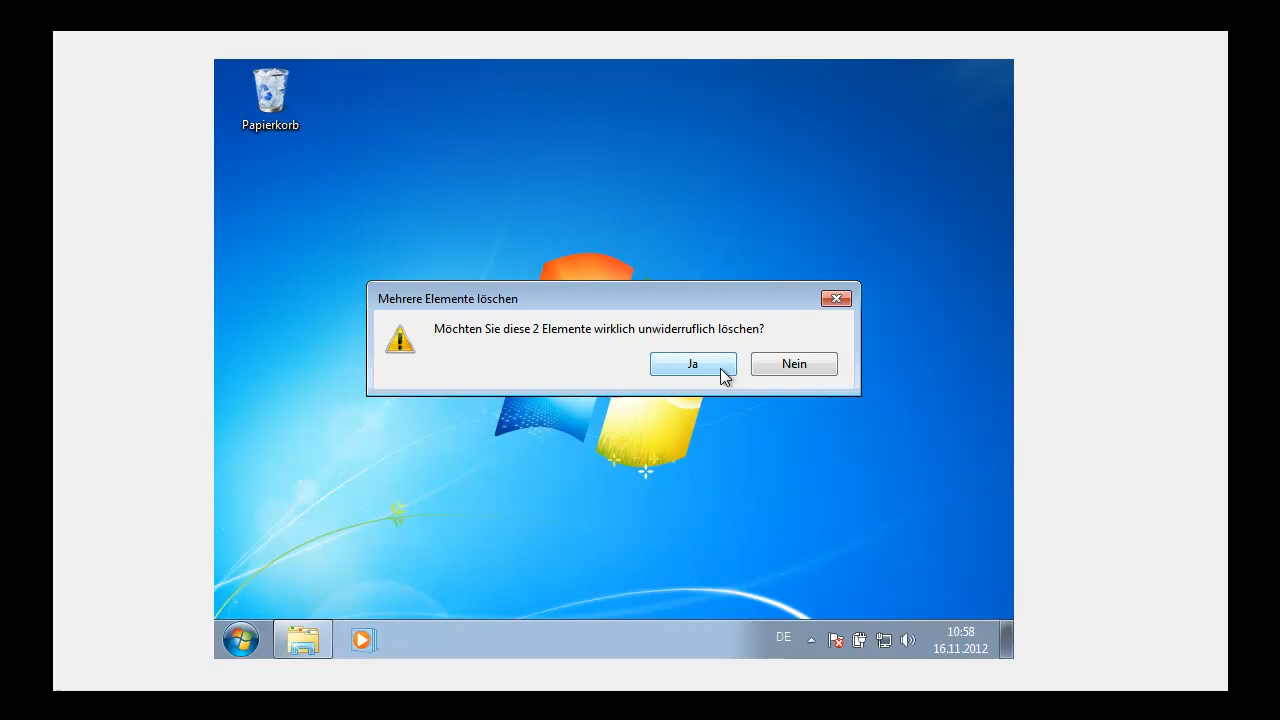 Papierkorb
Mehrere Elemente löschen
Möchten Sie diese 2 Elemente wirklich unwiderruflich löschen?
Ja
Nein
DE
10:58
16.11.2012